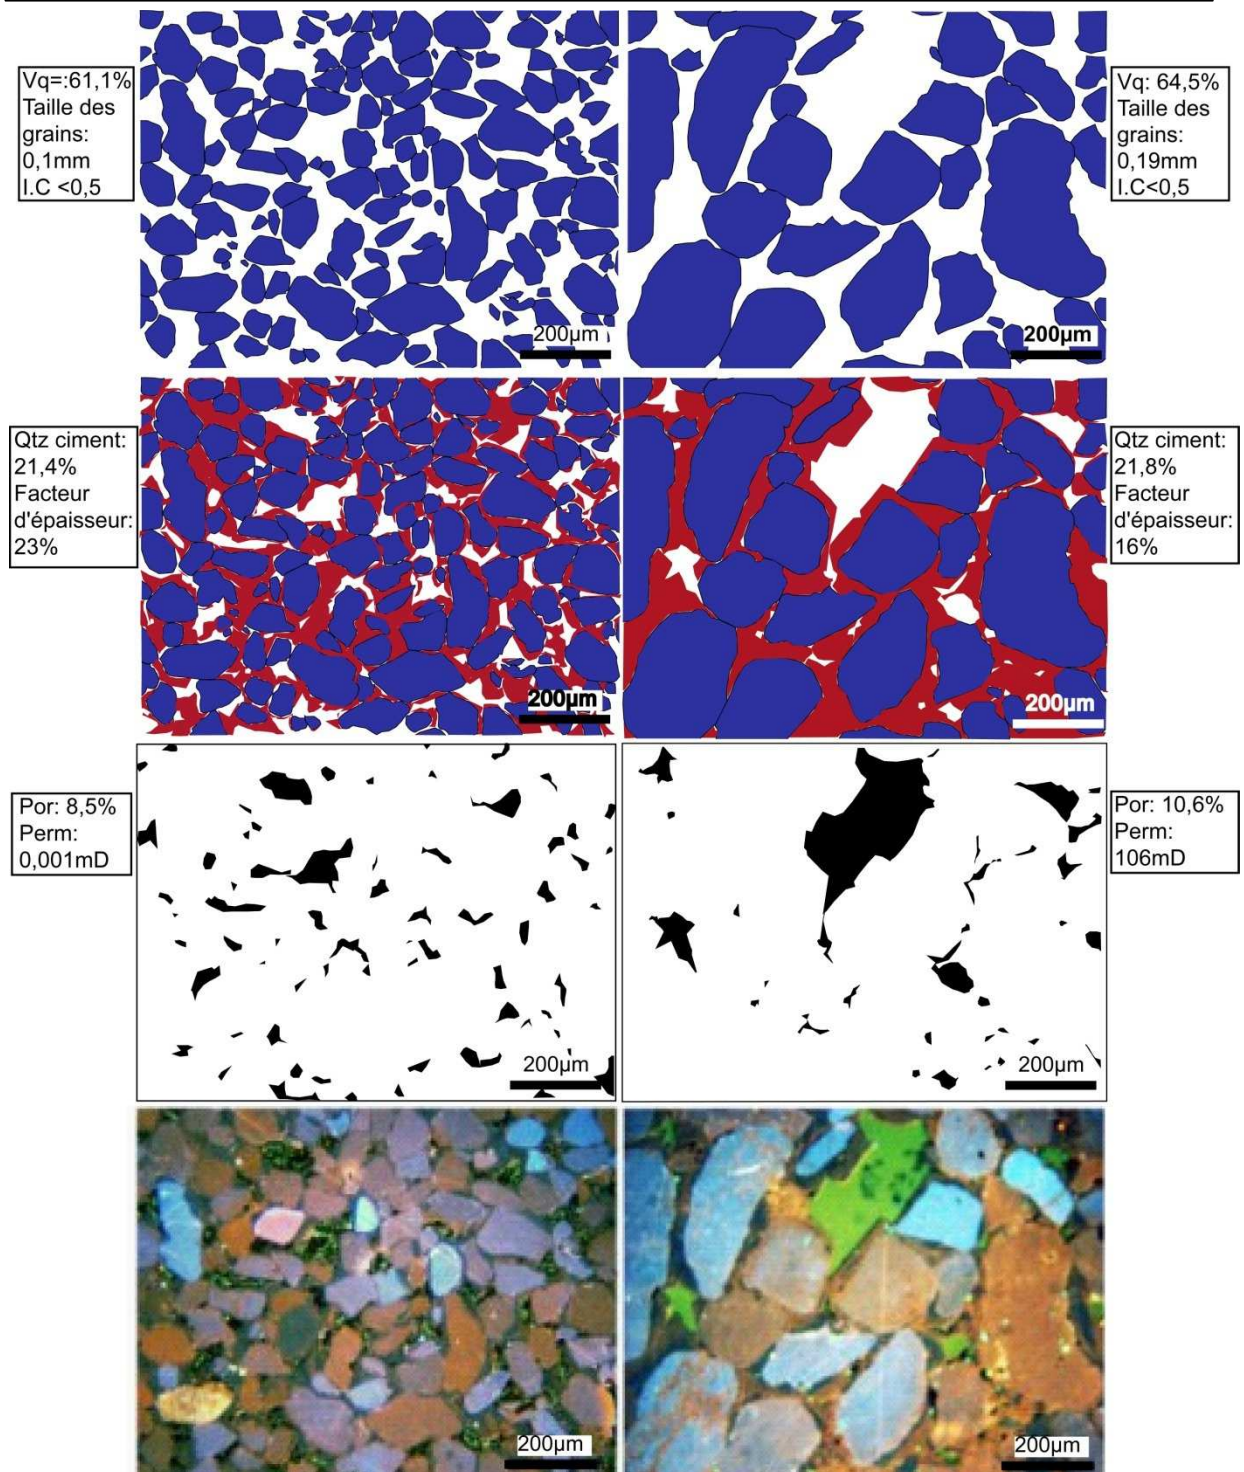 Vq=:61,1%
Taille des
grains:
0,1mm
I.C <0,5
200µm
200µm
Vq: 64,5%
Taille des
grains:
0,19mm
I.C<0,5
Qtz ciment:
21,4%
Facteur
d'épaisseur:
23%
200µm
200µm
Qtz ciment:
21,8%
Facteur
d'épaisseur:
16%
Por: 8,5%
Perm:
0,001mD
200µm
200µm
Por: 10,6%
Perm:
106mD
200µm
200µm